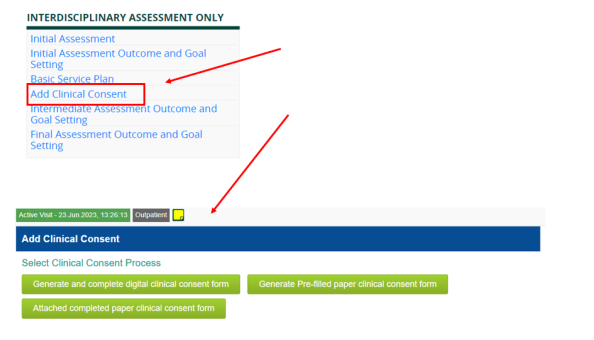 INTERDISCIPLINARY ASSESSMENT ONLY
Initial Assessment
Initial Assessment Outcome and Goal
Setting
Basic Service Plan
Add Clinical Consent
Intermediate Assessment Outcome and
Goal Setting
Final Assessment Outcome and Goal
Setting
Active Visit - 23.Jun.2023, 13:26:13 Outpatient
Add Clinical Consent
Select Clinical Consent Process
Generate and complete digital clinical consent form Generate Pre-filled paper clinical consent form
Attached completed paper clinical consent form